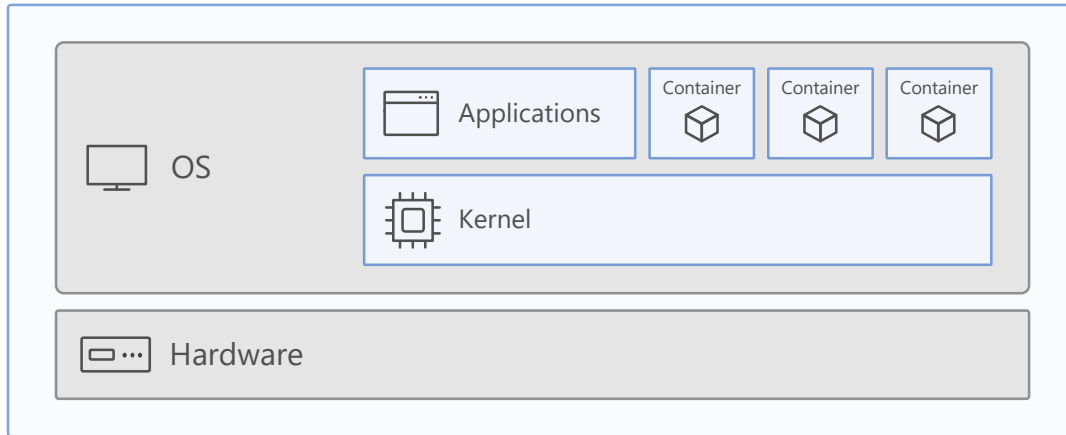 Applications
Container
Container
Container
OS
Kernel
Hardware